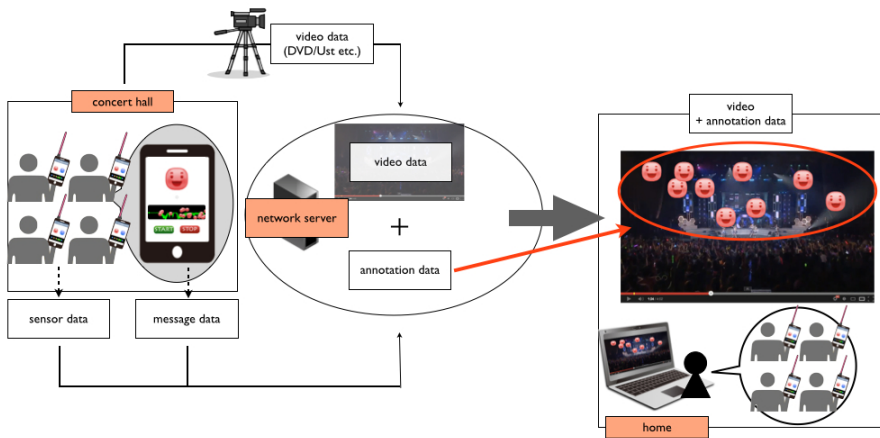 video data
(DVD/Ust etc.)
concert hall
START
STOP
sensor data
message data
video data
network server
+
annotation data
video
+ annotation data
home